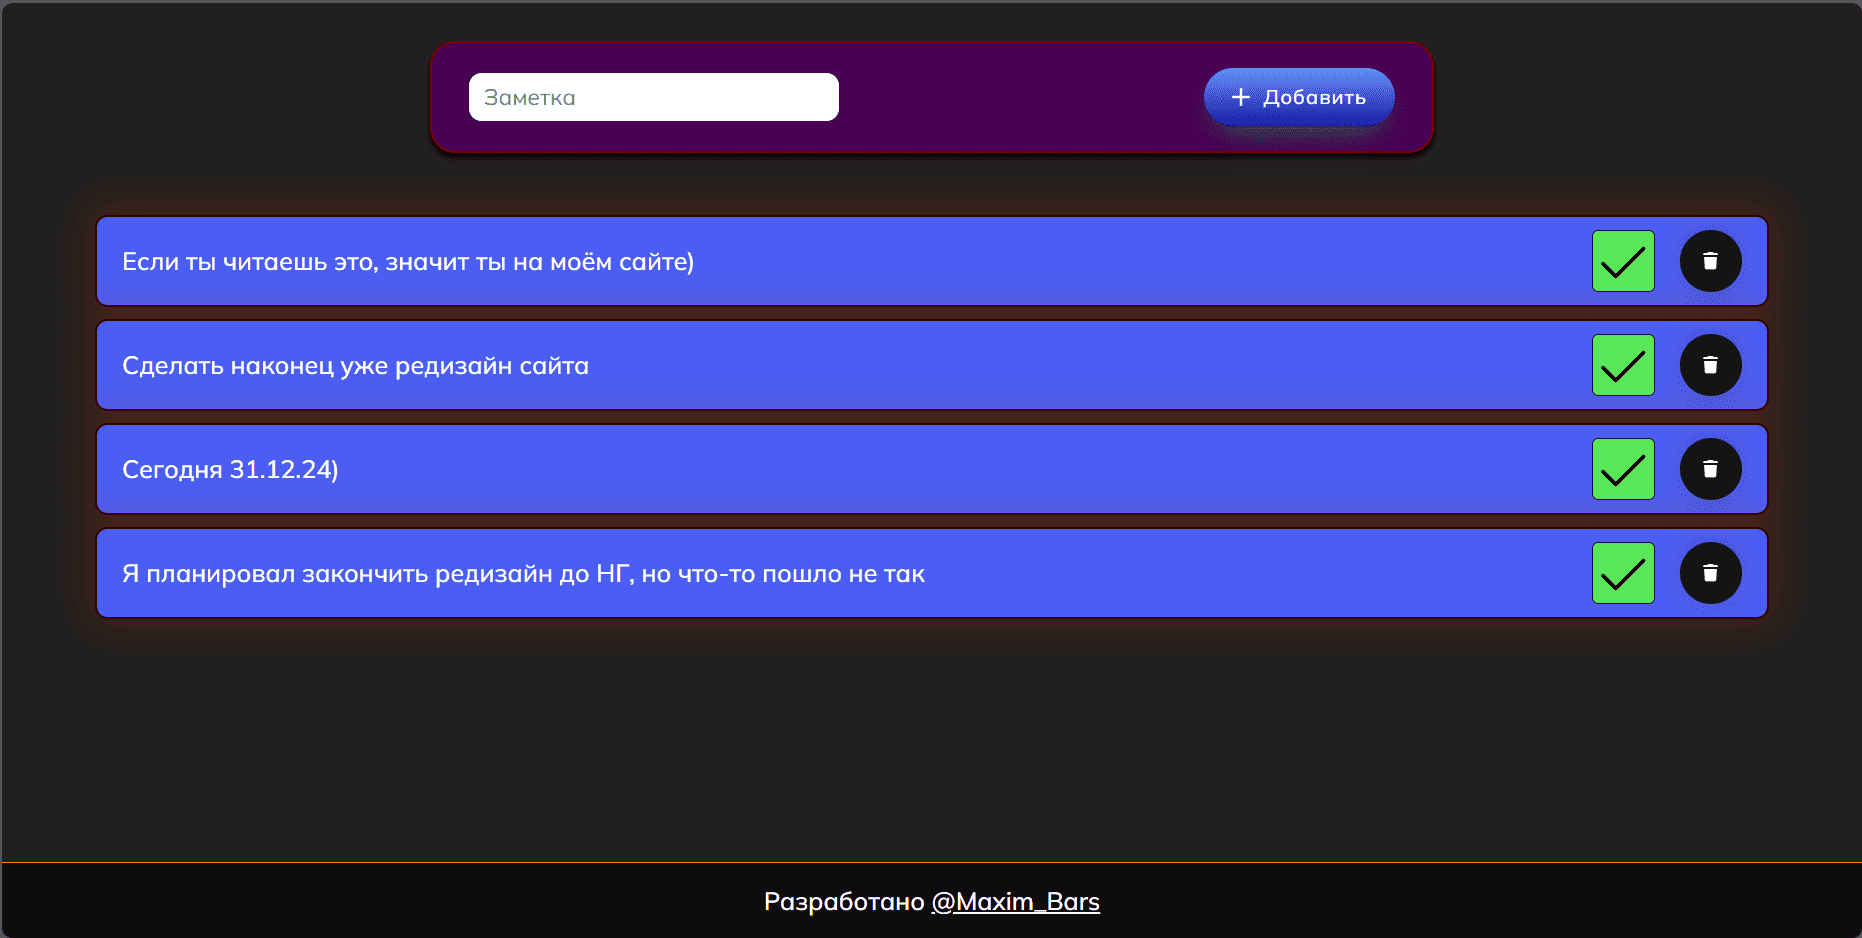 Заметка
Добавить
Если ты читаешь это, значит ты на моём сайте)
Сделать наконец уже редизайн сайта
Сегодня 31.12.24)
Я планировал закончить редизайн до НГ, но что-то пошло не так
Разработано @Maxim_Bars